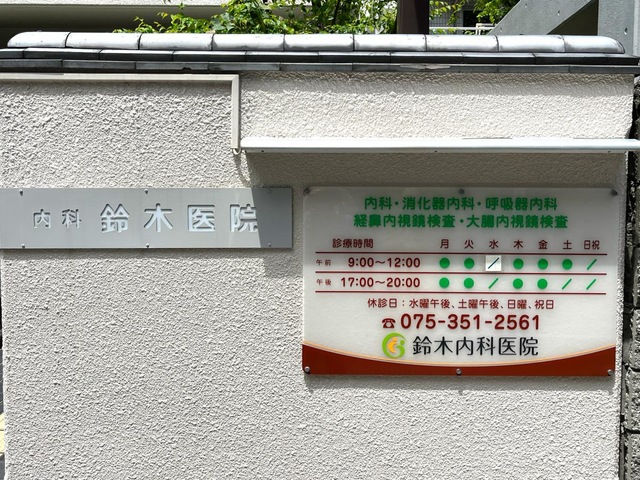 内科 鈴木医院
内科・消化器内科・呼吸器内科
経鼻内視鏡検査・大腸内視鏡検査
診療時間 月 火 水 木 金 土 日祝
午前 9:00〜12:00 ● ● / ● ● ● /
午後 17:00〜20:00 ● ● / ● ● / /
休診日:水曜午後、土曜午後、日曜、祝日
☎075-351-2561
鈴木内科医院